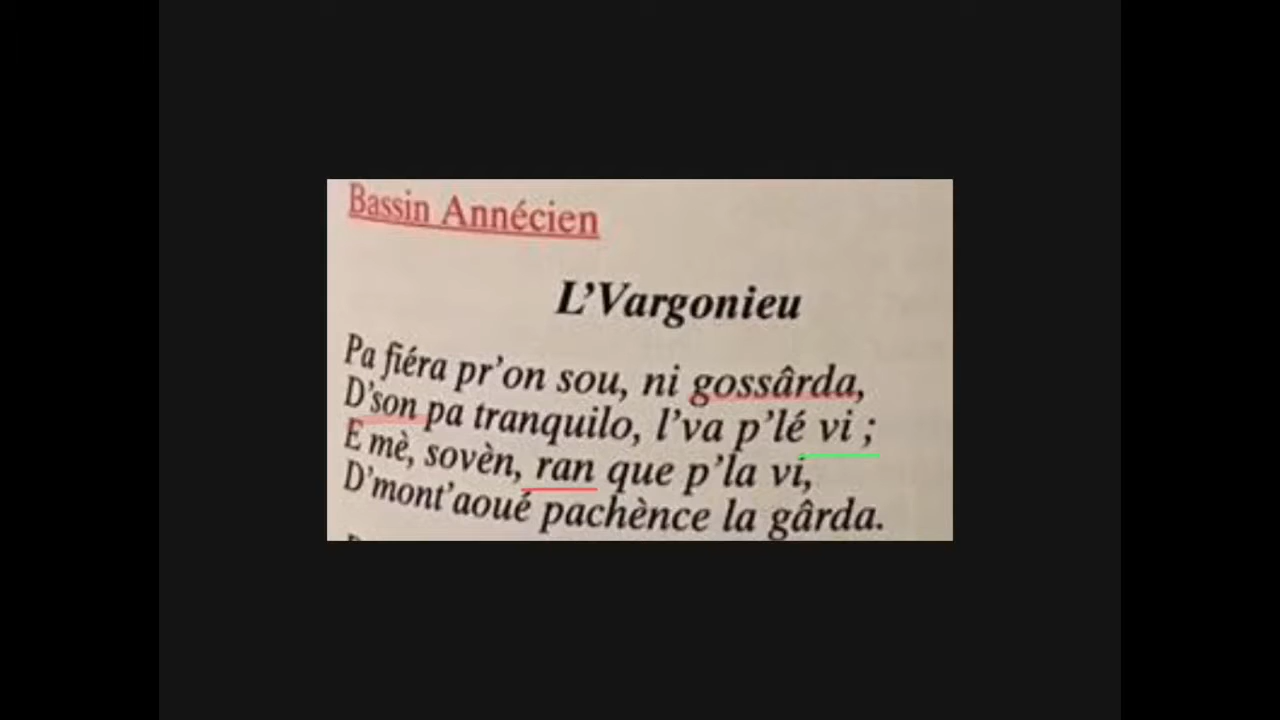 Bassin Annécien
L'Vargonieu
Pa fiéra pr'on sou, ni gossârda,
D'son pa tranquilo, l'va p'lé vi ;
E mè, sovèn, ran que p'la vi,
D'mont'aoué pachènce la gârda.